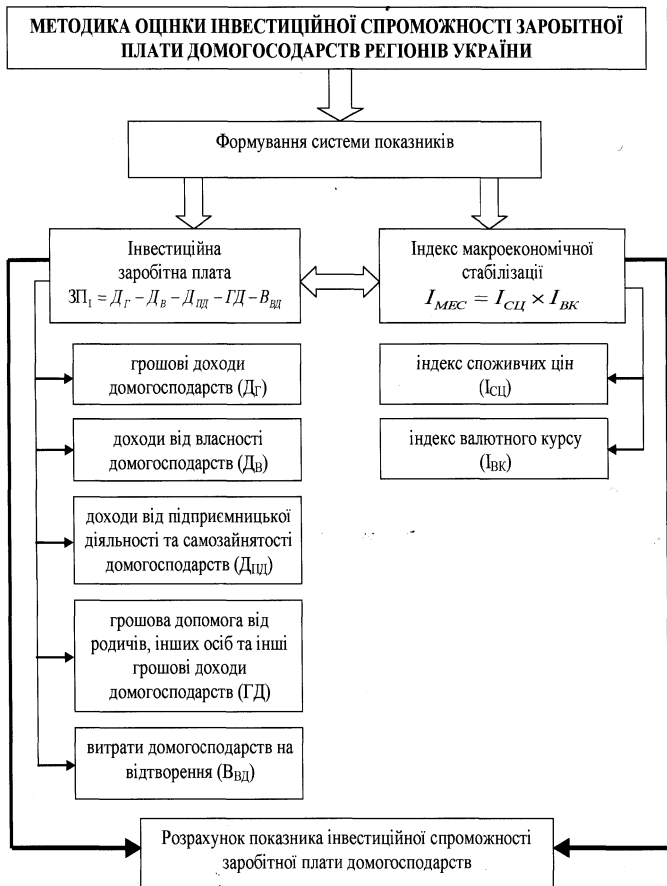 МЕТОДИКА ОЦІНКИ ІНВЕСТИЦІЙНОЇ СПРОМОЖНОСТІ ЗАРОБІТНОЇ
ПЛАТИ ДОМОГОСОДАРСТВ РЕГІОНІВ УКРАЇНИ
Формування системи показників
Інвестиційна
заробітна плата
ЗП_І = Д_Г − Д_В − Д_ПД − ГД − В_ВД
Індекс макроекономічної
стабілізації
I_МЕС = I_СЦ × I_ВК
грошові доходи
домогосподарств (Д_Г)
доходи від власності
домогосподарств (Д_В)
доходи від підприємницької
діяльності та самозайнятості
домогосподарств (Д_ПД)
грошова допомога від
родичів, інших осіб та інші
грошові доходи
домогосподарств (ГД)
витрати домогосподарств на
відтворення (В_ВД)
індекс споживчих цін
(І_СЦ)
індекс валютного курсу
(І_ВК)
Розрахунок показника інвестиційної спроможності
заробітної плати домогосподарств